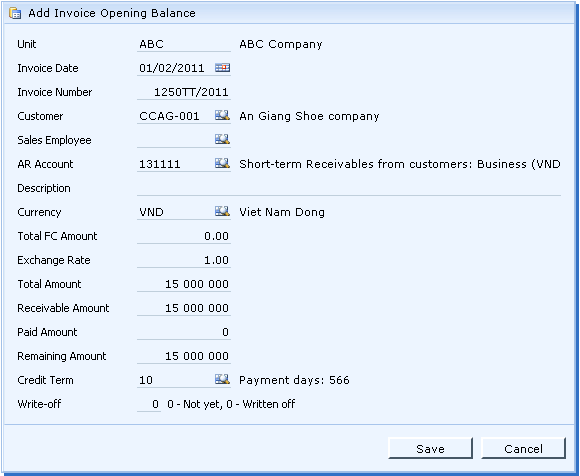 Add Invoice Opening Balance
Unit ABC ABC Company
Invoice Date 01/02/2011
Invoice Number 1250TT/2011
Customer CCAG-001 An Giang Shoe company
Sales Employee
AR Account 131111 Short-term Receivables from customers: Business (VND
Description
Currency VND Viet Nam Dong
Total FC Amount 0.00
Exchange Rate 1.00
Total Amount 15 000 000
Receivable Amount 15 000 000
Paid Amount 0
Remaining Amount 15 000 000
Credit Term 10 Payment days: 566
Write-off 0 0 - Not yet, 0 - Written off
Save Cancel